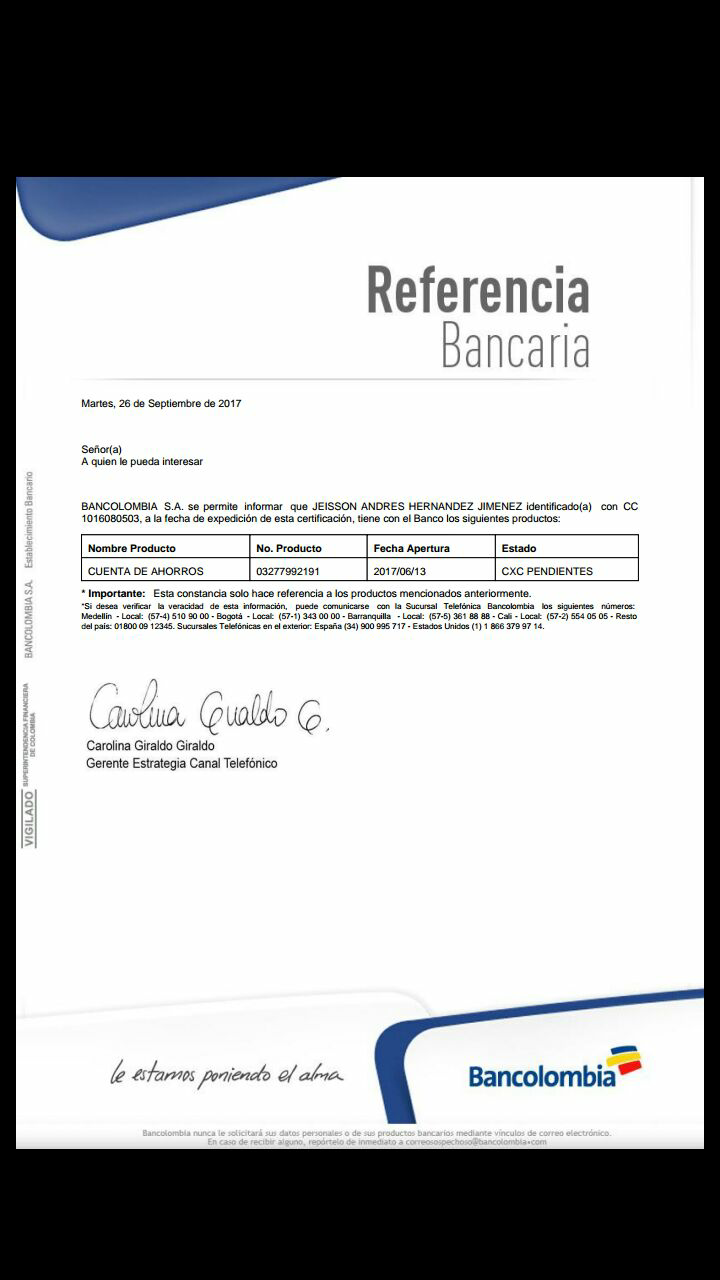 Referencia
Bancaria
Martes, 26 de Septiembre de 2017
Señor(a)
A quien le pueda interesar
BANCOLOMBIA S.A. se permite informar que JEISSON ANDRES HERNANDEZ JIMENEZ identificado(a) con CC
1016080503, a la fecha de expedición de esta certificación, tiene con el Banco los siguientes productos:
Nombre Producto No. Producto Fecha Apertura Estado
CUENTA DE AHORROS 03277992191 2017/06/13 CXC PENDIENTES
* Importante: Esta constancia solo hace referencia a los productos mencionados anteriormente.
*Si desea verificar la veracidad de esta información, puede comunicarse con la Sucursal Telefónica Bancolombia los siguientes números:
Medellín - Local: (57-4) 510 90 00 - Bogotá - Local: (57-1) 343 00 00 - Barranquilla - Local: (57-5) 361 88 88 - Cali - Local: (57-2) 554 05 05 - Resto
del país: 01800 09 12345. Sucursales Telefónicas en el exterior: España (34) 900 995 717 - Estados Unidos (1) 1 866 379 97 14.
Carolina Giraldo G.
Carolina Giraldo Giraldo
Gerente Estrategia Canal Telefónico
VIGILADO SUPERINTENDENCIA FINANCIERA
DE COLOMBIA
BANCOLOMBIA S.A. Establecimiento Bancario
le estamos poniendo el alma
Bancolombia
Bancolombia nunca le solicitará sus datos personales o de sus productos bancarios mediante vínculos de correo electrónico.
En caso de recibir alguno, repórtelo de inmediato a correosospechoso@bancolombia•com